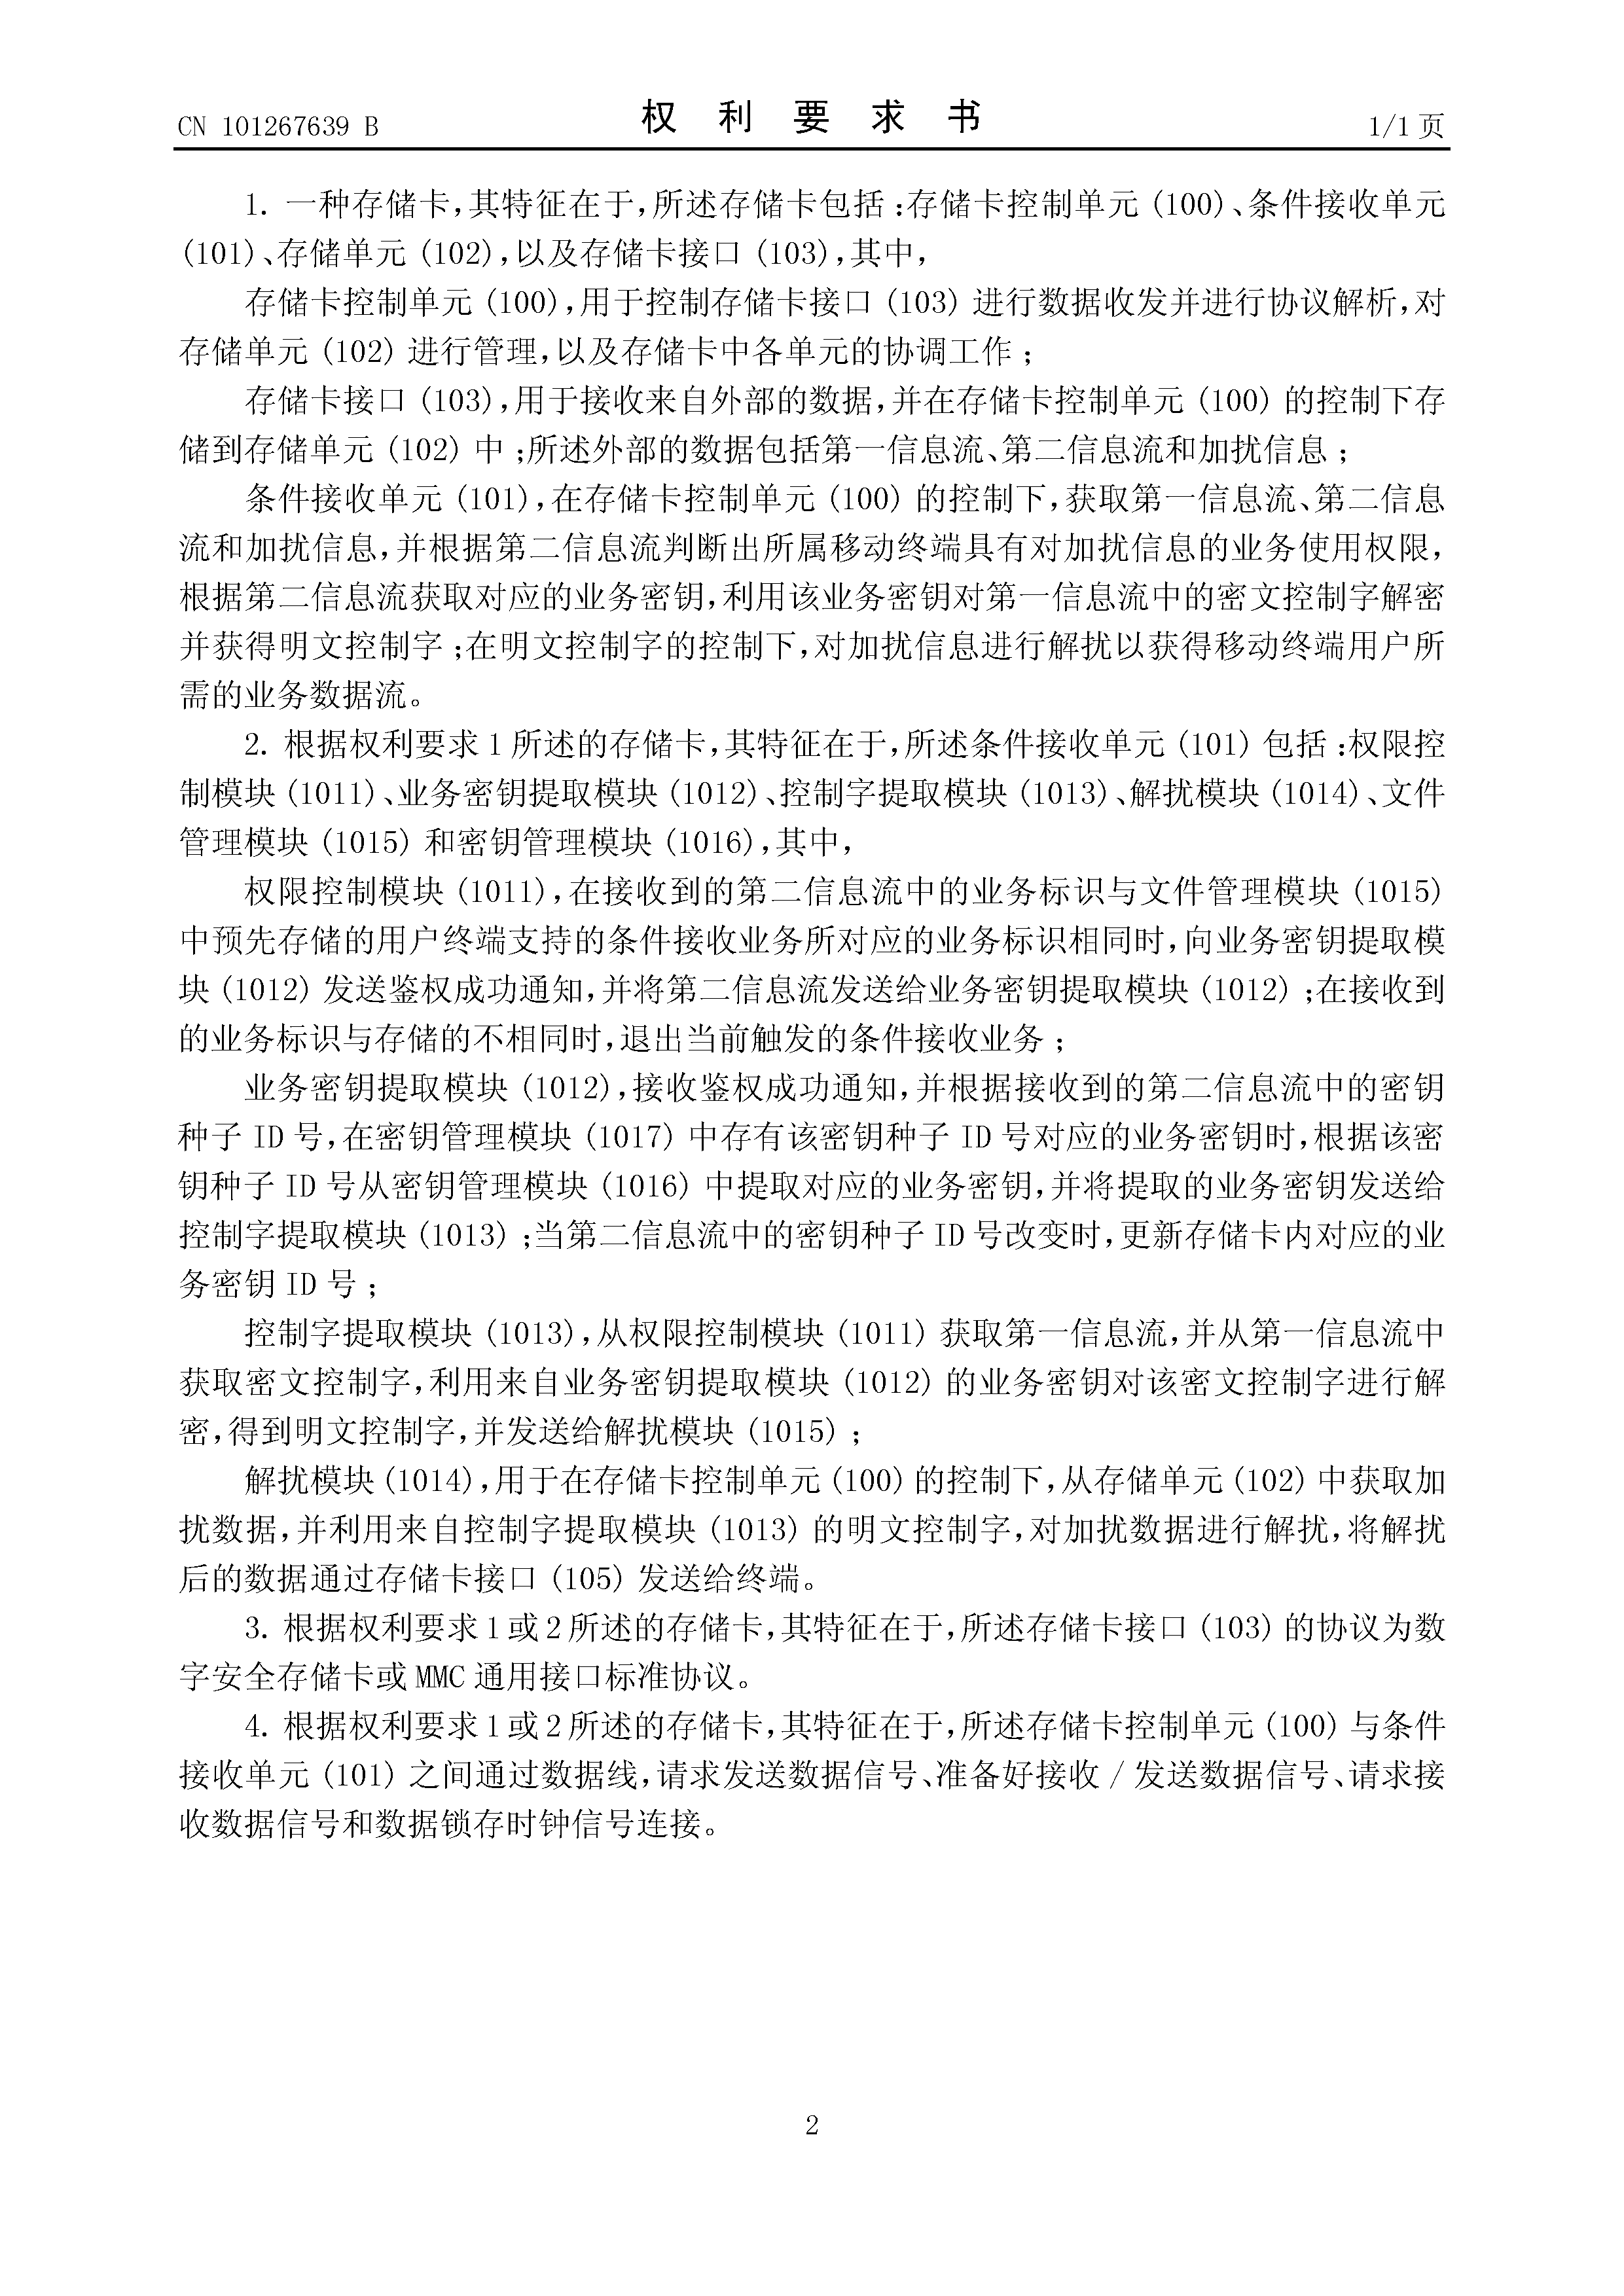 CN 101267639 B
权利要求书
1/1 页
1. 一种存储卡，其特征在于，所述存储卡包括：存储卡控制单元 (100)、条件接收单元
(101)、存储单元 (102)，以及存储卡接口 (103)，其中，
存储卡控制单元 (100)，用于控制存储卡接口 (103) 进行数据收发并进行协议解析，对
存储单元 (102) 进行管理，以及存储卡中各单元的协调工作；
存储卡接口 (103)，用于接收来自外部的数据，并在存储卡控制单元 (100) 的控制下存
储到存储单元 (102) 中；所述外部的数据包括第一信息流、第二信息流和加扰信息；
条件接收单元 (101)，在存储卡控制单元 (100) 的控制下，获取第一信息流、第二信息
流和加扰信息，并根据第二信息流判断出所属移动终端具有对加扰信息的业务使用权限，
根据第二信息流获取对应的业务密钥，利用该业务密钥对第一信息流中的密文控制字解密
并获得明文控制字；在明文控制字的控制下，对加扰信息进行解扰以获得移动终端用户所
需的业务数据流。
2. 根据权利要求 1 所述的存储卡，其特征在于，所述条件接收单元 (101) 包括：权限控
制模块 (1011)、业务密钥提取模块 (1012)、控制字提取模块 (1013)、解扰模块 (1014)、文件
管理模块 (1015) 和密钥管理模块 (1016)，其中，
权限控制模块 (1011)，在接收到的第二信息流中的业务标识与文件管理模块 (1015)
中预先存储的用户终端支持的条件接收业务所对应的业务标识相同时，向业务密钥提取模
块 (1012) 发送鉴权成功通知，并将第二信息流发送给业务密钥提取模块 (1012)；在接收到
的业务标识与存储的不相同时，退出当前触发的条件接收业务；
业务密钥提取模块 (1012)，接收鉴权成功通知，并根据接收到的第二信息流中的密钥
种子 ID 号，在密钥管理模块 (1017) 中存有该密钥种子 ID 号对应的业务密钥时，根据该密
钥种子 ID 号从密钥管理模块 (1016) 中提取对应的业务密钥，并将提取的业务密钥发送给
控制字提取模块 (1013)；当第二信息流中的密钥种子 ID 号改变时，更新存储卡内对应的业
务密钥 ID 号；
控制字提取模块 (1013)，从权限控制模块 (1011) 获取第一信息流，并从第一信息流中
获取密文控制字，利用来自业务密钥提取模块 (1012) 的业务密钥对该密文控制字进行解
密，得到明文控制字，并发送给解扰模块 (1015)；
解扰模块 (1014)，用于在存储卡控制单元 (100) 的控制下，从存储单元 (102) 中获取加
扰数据，并利用来自控制字提取模块 (1013) 的明文控制字，对加扰数据进行解扰，将解扰
后的数据通过存储卡接口 (105) 发送给终端。
3. 根据权利要求 1 或 2 所述的存储卡，其特征在于，所述存储卡接口 (103) 的协议为数
字安全存储卡或 MMC 通用接口标准协议。
4. 根据权利要求 1 或 2 所述的存储卡，其特征在于，所述存储卡控制单元 (100) 与条件
接收单元 (101) 之间通过数据线，请求发送数据信号、准备好接收 / 发送数据信号、请求接
收数据信号和数据锁存时钟信号连接。
2